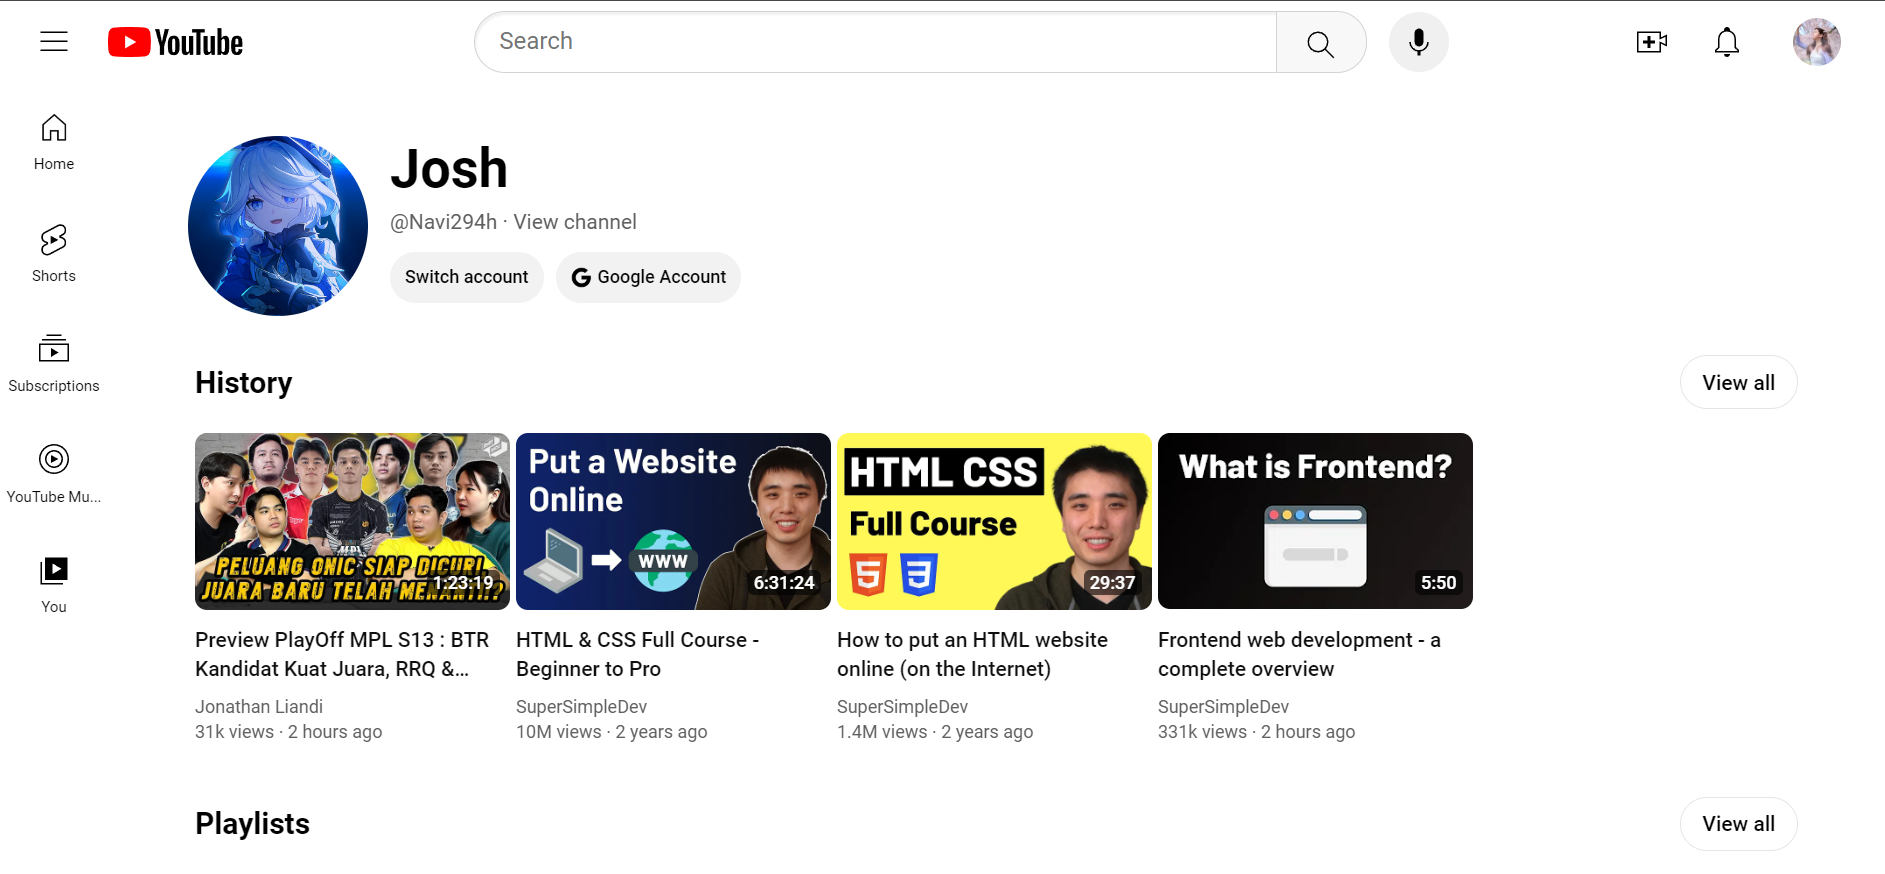 YouTube
Search
Home
Shorts
Subscriptions
YouTube Mu...
You
Josh
@Navi294h · View channel
Switch account
Google Account
History
View all
PELUANG ONIC SIAP DICURI
JUARA BARU TELAH MENANTI!?
1:23:19
Put a Website
Online
WWW
6:31:24
HTML CSS
Full Course
5
3
29:37
What is Frontend?
5:50
Preview PlayOff MPL S13 : BTR
Kandidat Kuat Juara, RRQ &...
Jonathan Liandi
31k views · 2 hours ago
HTML & CSS Full Course -
Beginner to Pro
SuperSimpleDev
10M views · 2 years ago
How to put an HTML website
online (on the Internet)
SuperSimpleDev
1.4M views · 2 years ago
Frontend web development - a
complete overview
SuperSimpleDev
331k views · 2 hours ago
Playlists
View all